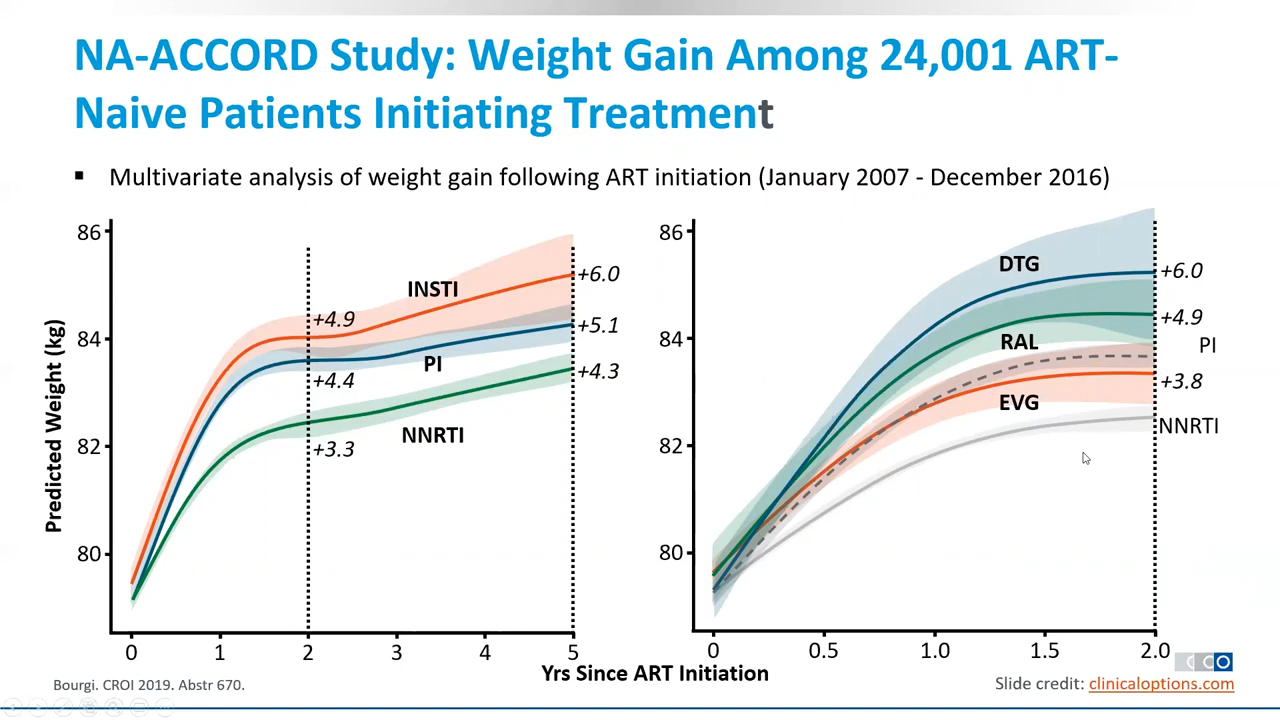 NA-ACCORD Study: Weight Gain Among 24,001 ART-
Naive Patients Initiating Treatment
▪ Multivariate analysis of weight gain following ART initiation (January 2007 - December 2016)
Predicted Weight (kg)
86
84
82
80
INSTI
PI
NNRTI
+4.9
+4.4
+3.3
+6.0
+5.1
+4.3
0 1 2 3 4 5
86
84
82
80
DTG
RAL
EVG
+6.0
+4.9
PI
+3.8
NNRTI
0 0.5 1.0 1.5 2.0
Yrs Since ART Initiation
CCO
Bourgi. CROI 2019. Abstr 670.
Slide credit: clinicaloptions.com